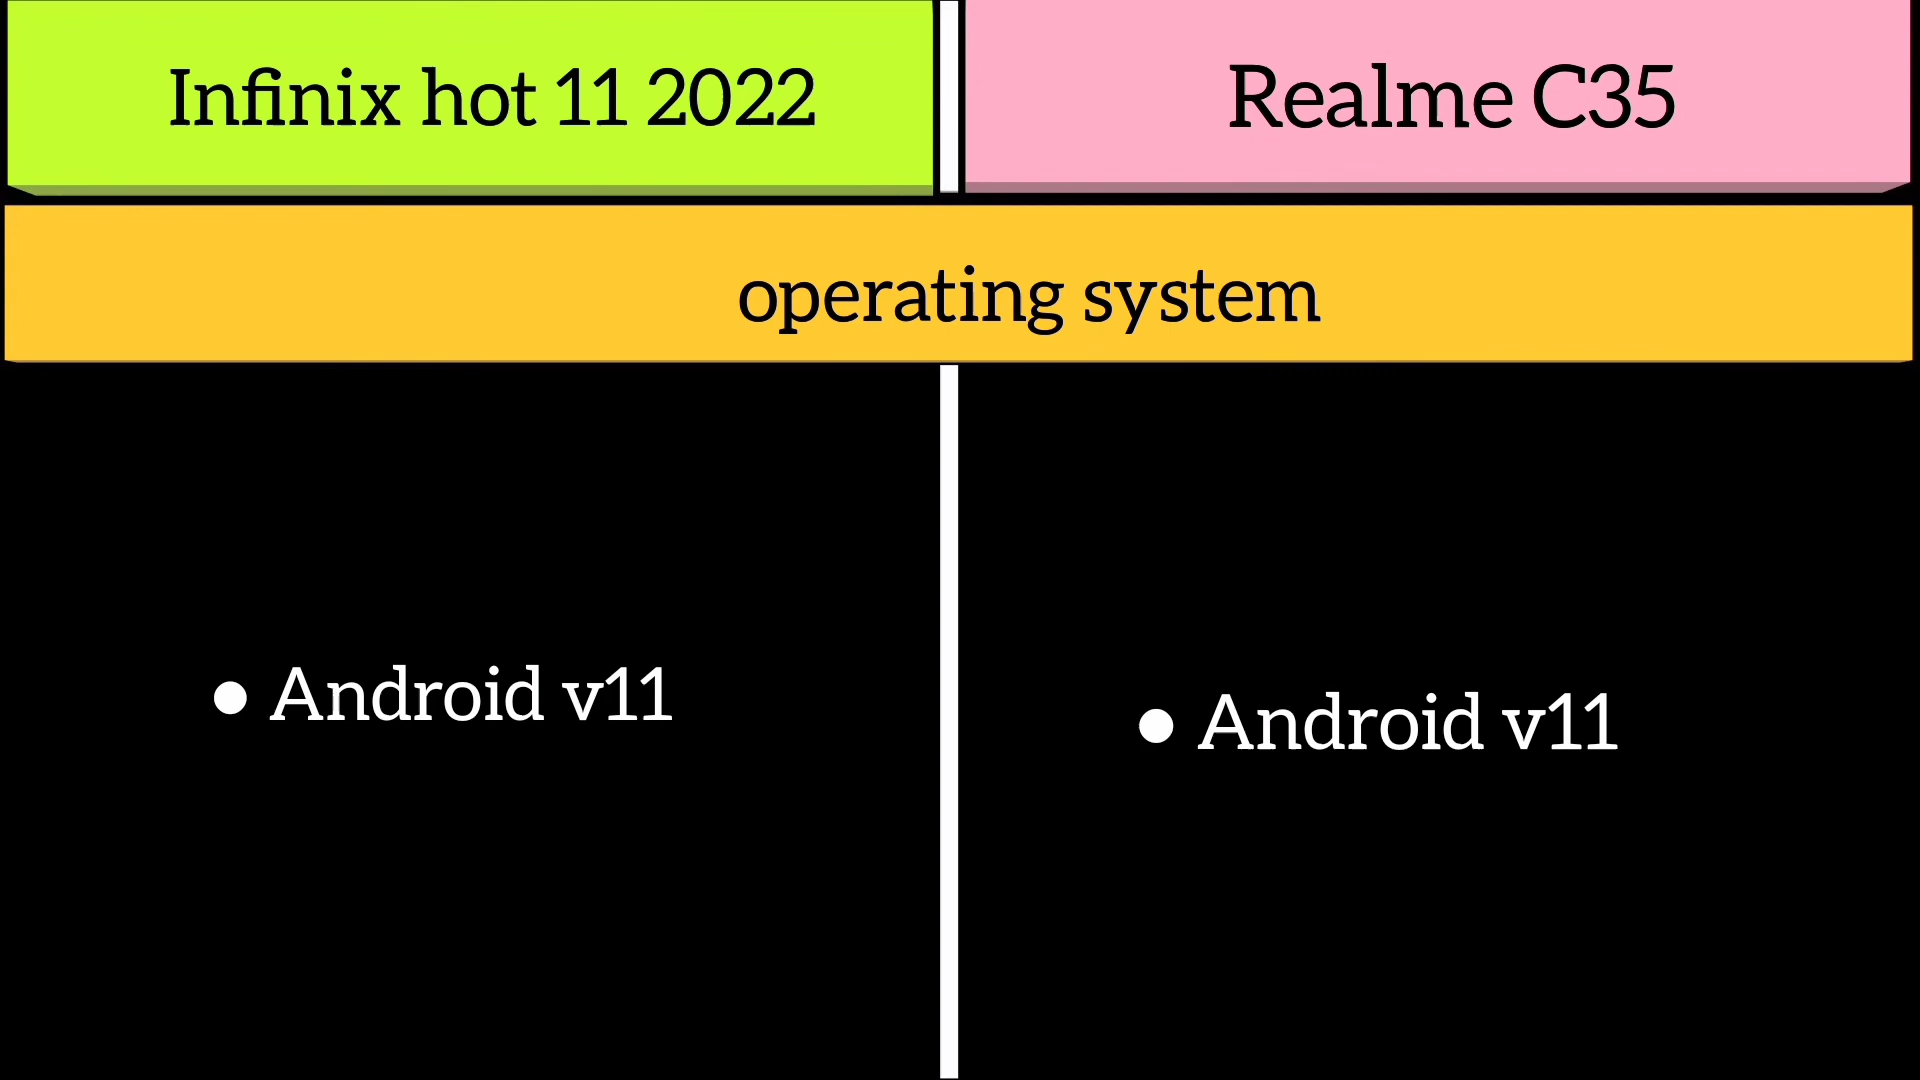 Infinix hot 11 2022
Realme C35
operating system
● Android v11
● Android v11